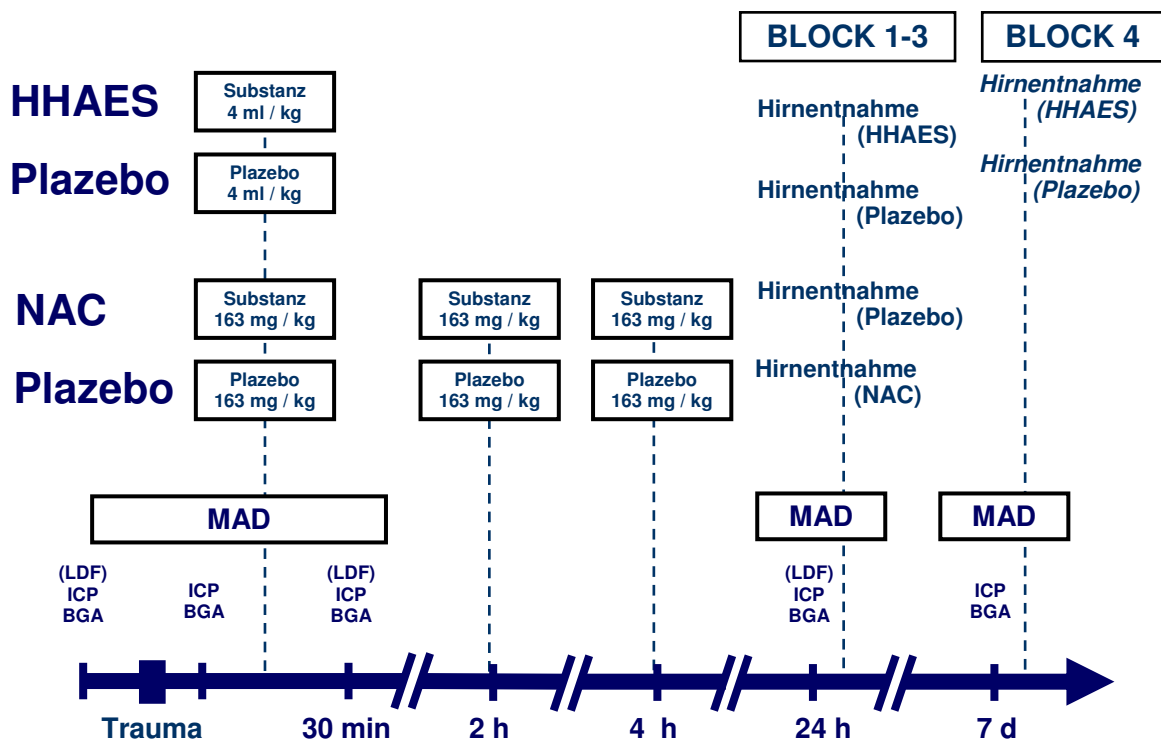 BLOCK 1-3
BLOCK 4
HHAES
Substanz
4 ml / kg
Hirnentnahme
(HHAES)
Hirnentnahme
(HHAES)
Plazebo
Plazebo
4 ml / kg
Hirnentnahme
(Plazebo)
Hirnentnahme
(Plazebo)
NAC
Substanz
163 mg / kg
Substanz
163 mg / kg
Substanz
163 mg / kg
Hirnentnahme
(Plazebo)
Plazebo
Plazebo
163 mg / kg
Plazebo
163 mg / kg
Plazebo
163 mg / kg
Hirnentnahme
(NAC)
MAD
MAD
MAD
(LDF)
ICP
BGA
ICP
BGA
(LDF)
ICP
BGA
(LDF)
ICP
BGA
ICP
BGA
Trauma
30 min
2 h
4 h
24 h
7 d